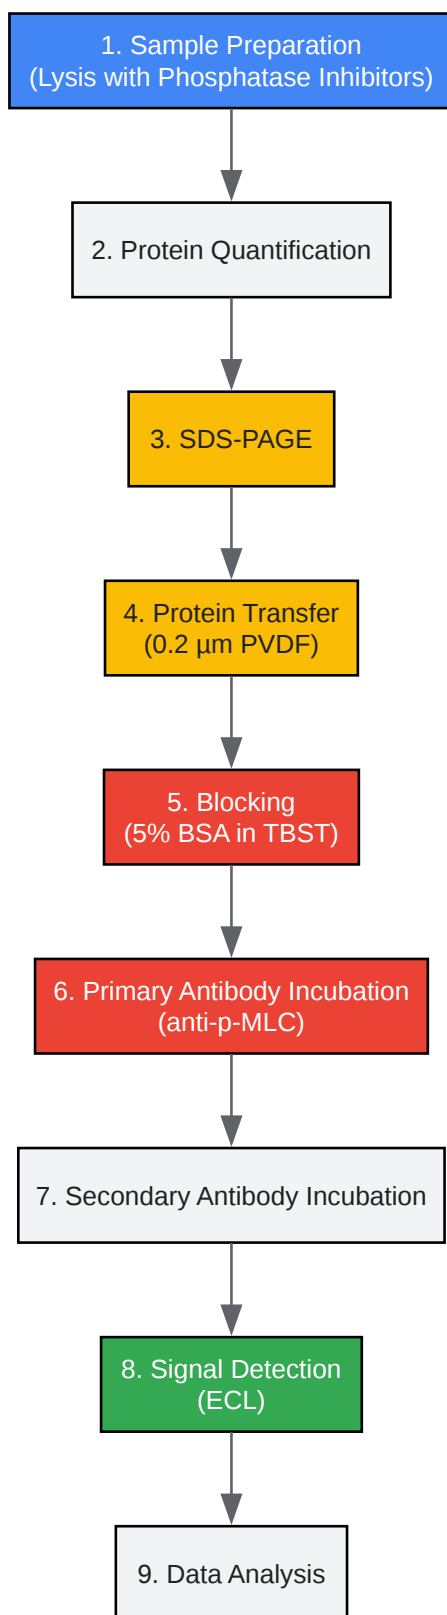 1. Sample Preparation
(Lysis with Phosphatase Inhibitors)
2. Protein Quantification
3. SDS-PAGE
4. Protein Transfer
(0.2 µm PVDF)
5. Blocking
(5% BSA in TBST)
6. Primary Antibody Incubation
(anti-p-MLC)
7. Secondary Antibody Incubation
8. Signal Detection
(ECL)
9. Data Analysis